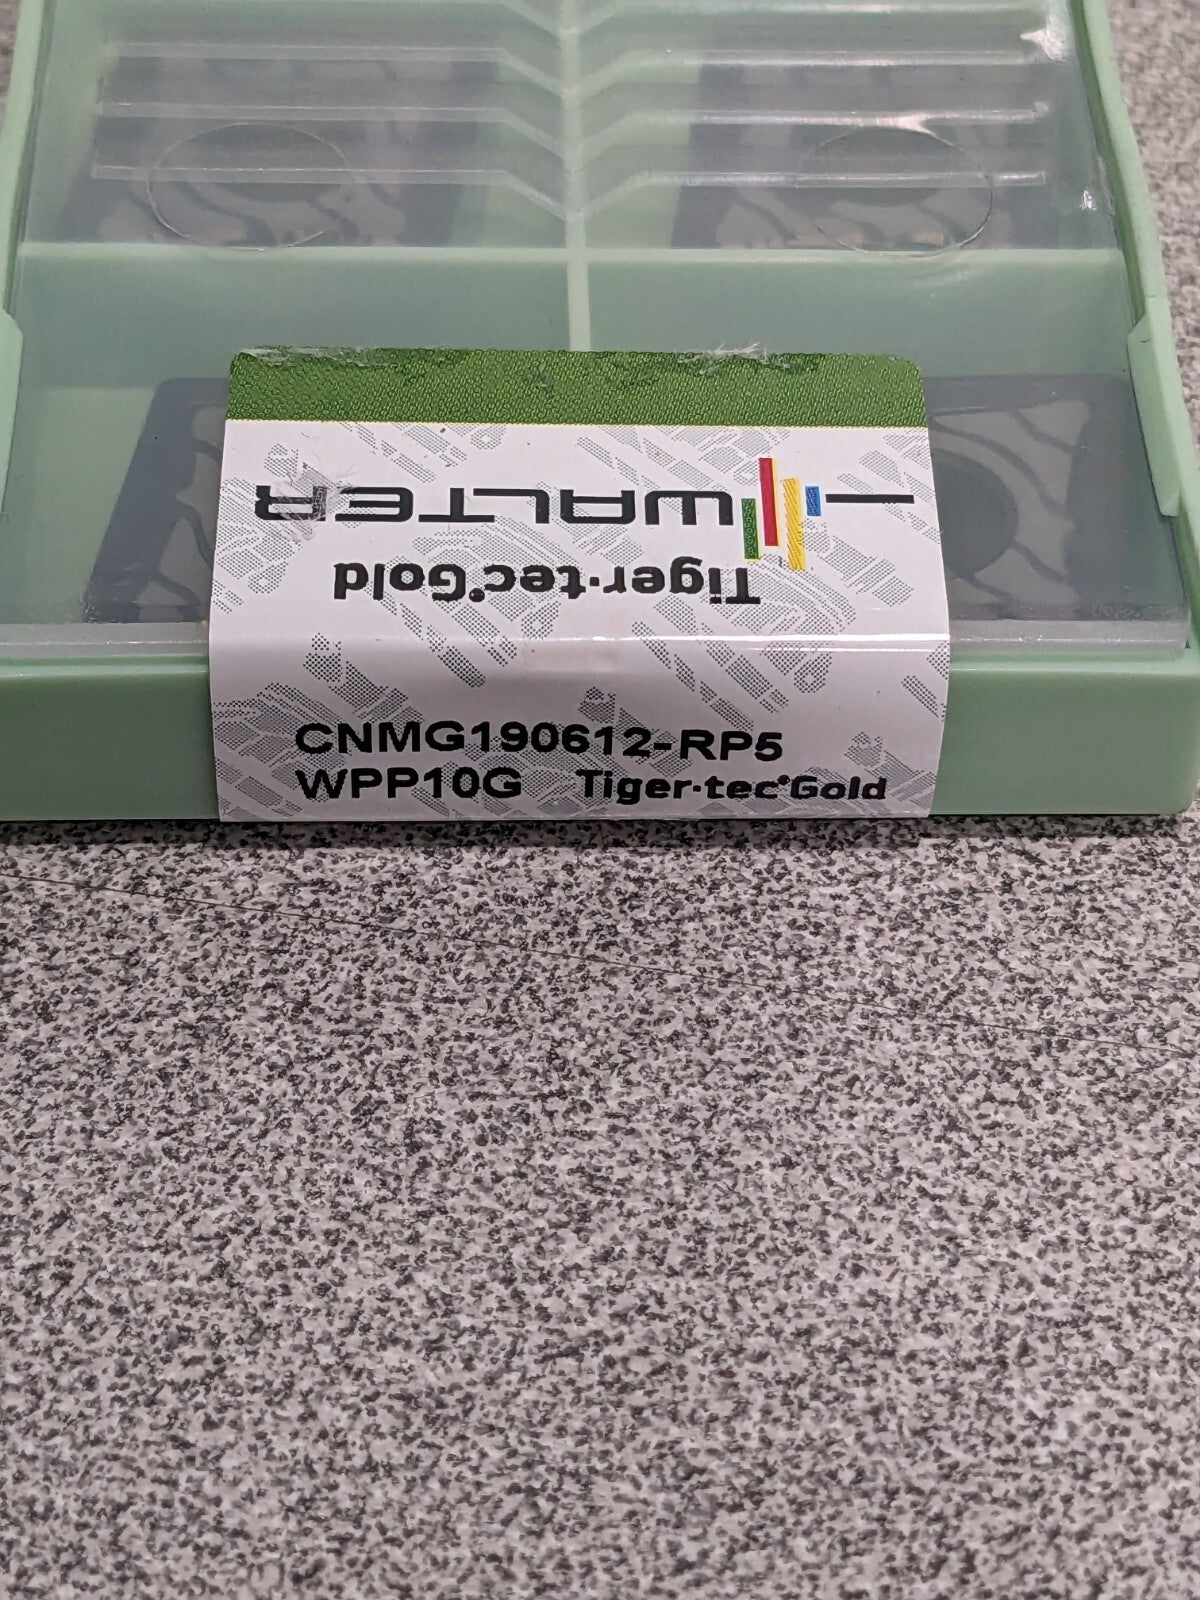 WALTER
Tiger·tec®Gold
CNMG190612-RP5
WPP10G Tiger·tec®Gold